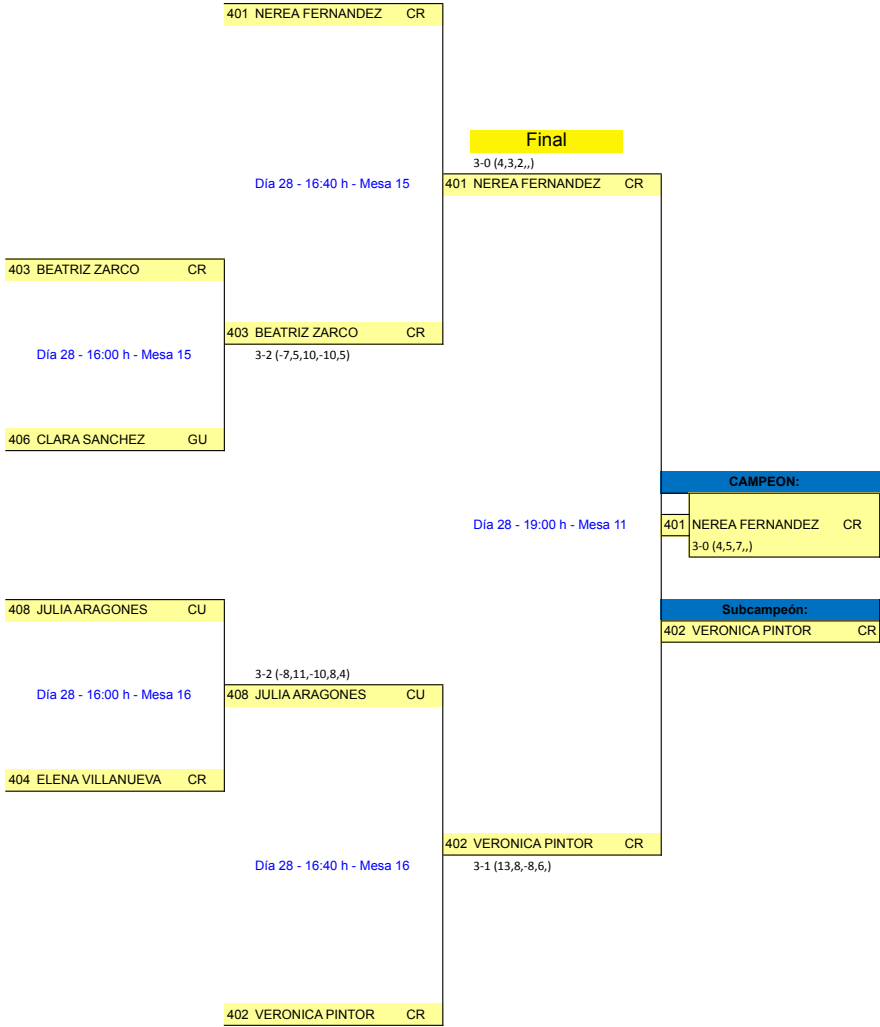 401 NEREA FERNANDEZ CR
Final
3-0 (4,3,2,,)
Día 28 - 16:40 h - Mesa 15
401 NEREA FERNANDEZ CR
403 BEATRIZ ZARCO CR
403 BEATRIZ ZARCO CR
Día 28 - 16:00 h - Mesa 15
3-2 (-7,5,10,-10,5)
406 CLARA SANCHEZ GU
CAMPEON:
Día 28 - 19:00 h - Mesa 11
401 NEREA FERNANDEZ CR
3-0 (4,5,7,,)
408 JULIA ARAGONES CU
Subcampeón:
402 VERONICA PINTOR CR
3-2 (-8,11,-10,8,4)
Día 28 - 16:00 h - Mesa 16
408 JULIA ARAGONES CU
404 ELENA VILLANUEVA CR
402 VERONICA PINTOR CR
Día 28 - 16:40 h - Mesa 16
3-1 (13,8,-8,6,)
402 VERONICA PINTOR CR